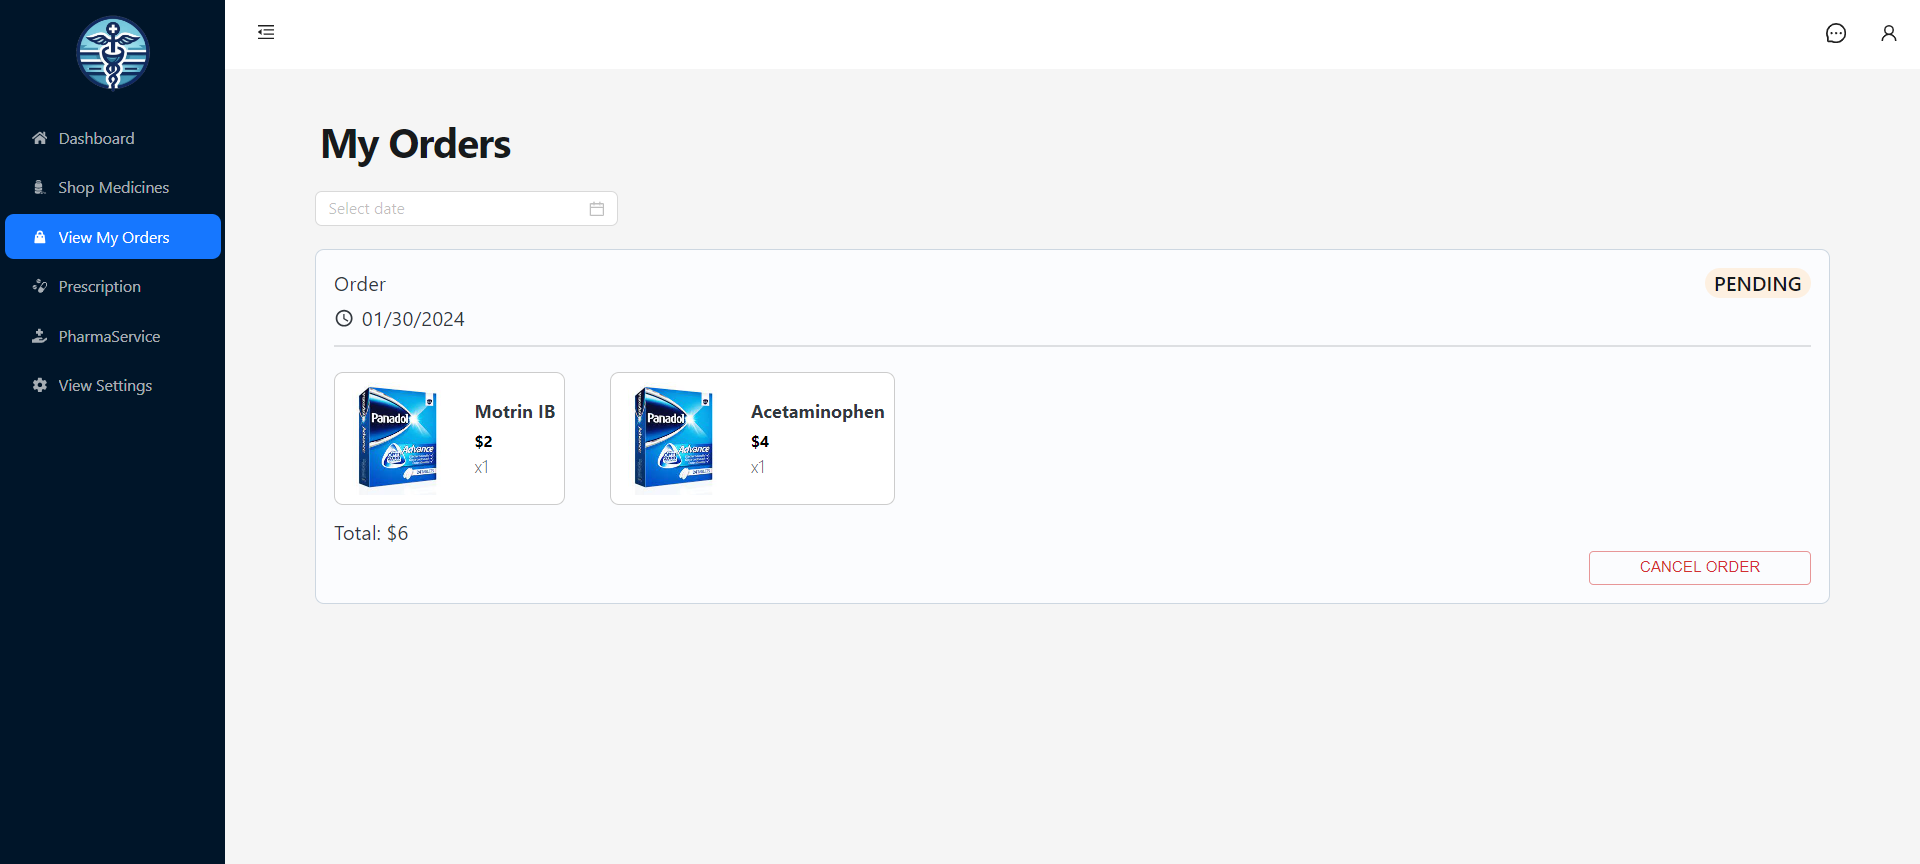 Dashboard
Shop Medicines
View My Orders
Prescription
PharmaService
View Settings
My Orders
Select date
Order
PENDING
01/30/2024
Panadol
Advance
Motrin IB
$2
x1
Panadol
Advance
Acetaminophen
$4
x1
Total: $6
CANCEL ORDER